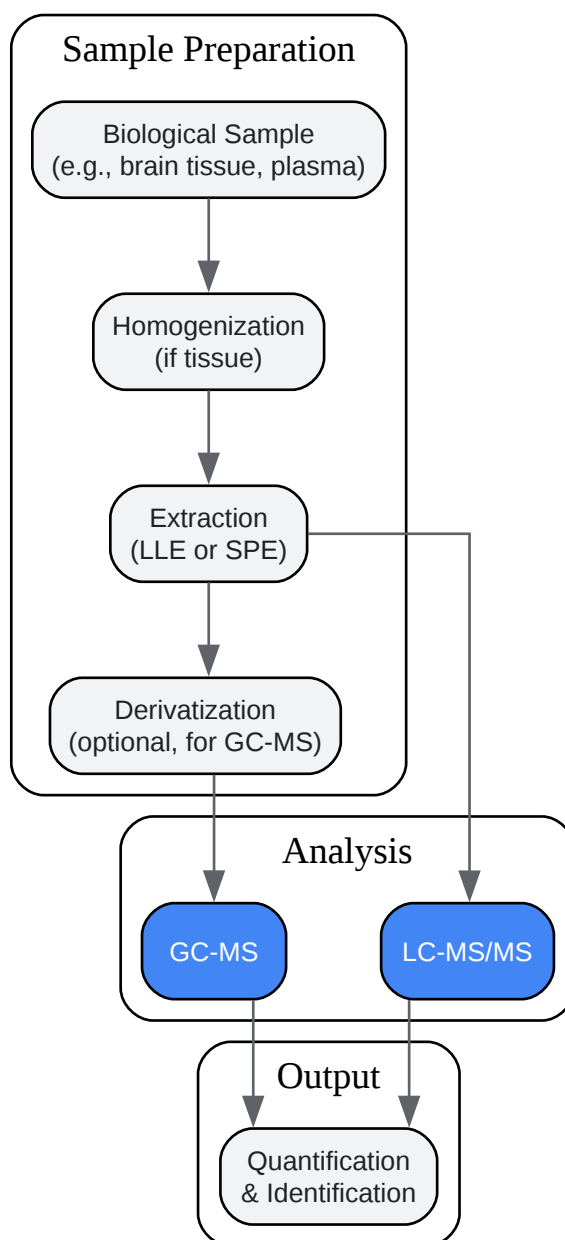 Sample Preparation
Biological Sample
(e.g., brain tissue, plasma)
Homogenization
(if tissue)
Extraction
(LLE or SPE)
Derivatization
(optional, for GC-MS)
Analysis
GC-MS
LC-MS/MS
Output
Quantification
& Identification